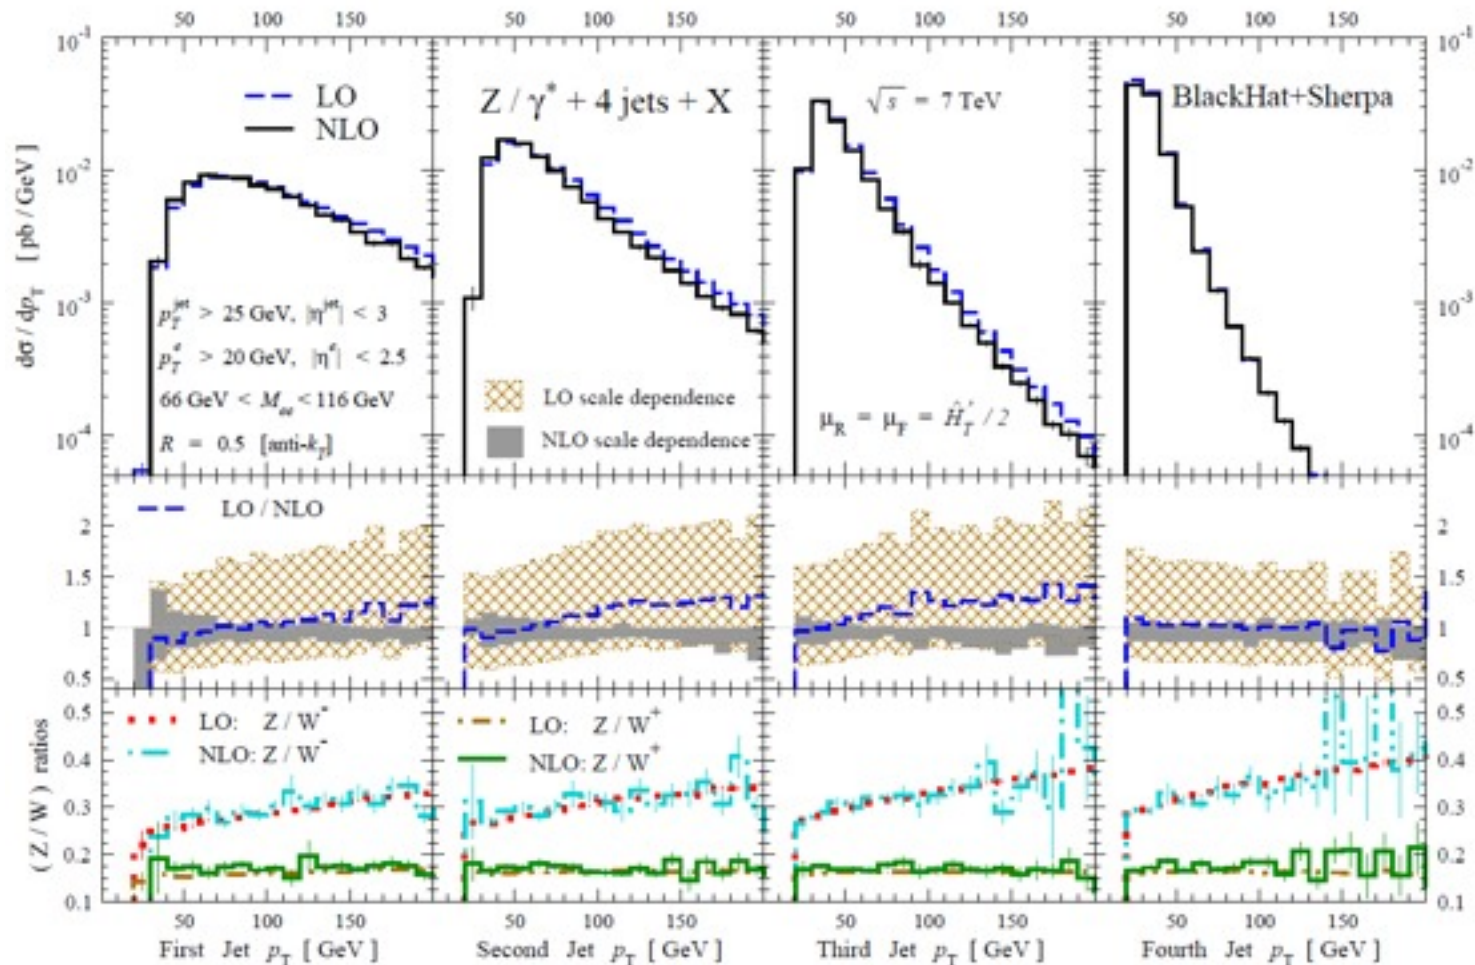 50 100 150 50 100 150 50 100 150 50 100 150
10^-1 10^-1
LO
NLO
Z / γ* + 4 jets + X
√s = 7 TeV
BlackHat+Sherpa
dσ / dp_T [ pb / GeV ]
10^-2 10^-2
10^-3 10^-3
p_T^jet > 25 GeV, |η^jet| < 3
p_T^e > 20 GeV, |η^e| < 2.5
66 GeV < M_ee < 116 GeV
R = 0.5 [anti-k_T]
LO scale dependence
NLO scale dependence
μ_R = μ_F = Ĥ_T' / 2
10^-4 10^-4
LO / NLO
2 2
1.5 1.5
1 1
0.5 0.5
(Z / W) ratios
0.5 0.5
LO: Z / W^-
NLO: Z / W^-
LO: Z / W^+
NLO: Z / W^+
0.4 0.4
0.3 0.3
0.2 0.2
0.1 0.1
50 100 150 50 100 150 50 100 150 50 100 150
First Jet p_T [ GeV ] Second Jet p_T [ GeV ] Third Jet p_T [ GeV ] Fourth Jet p_T [ GeV ]